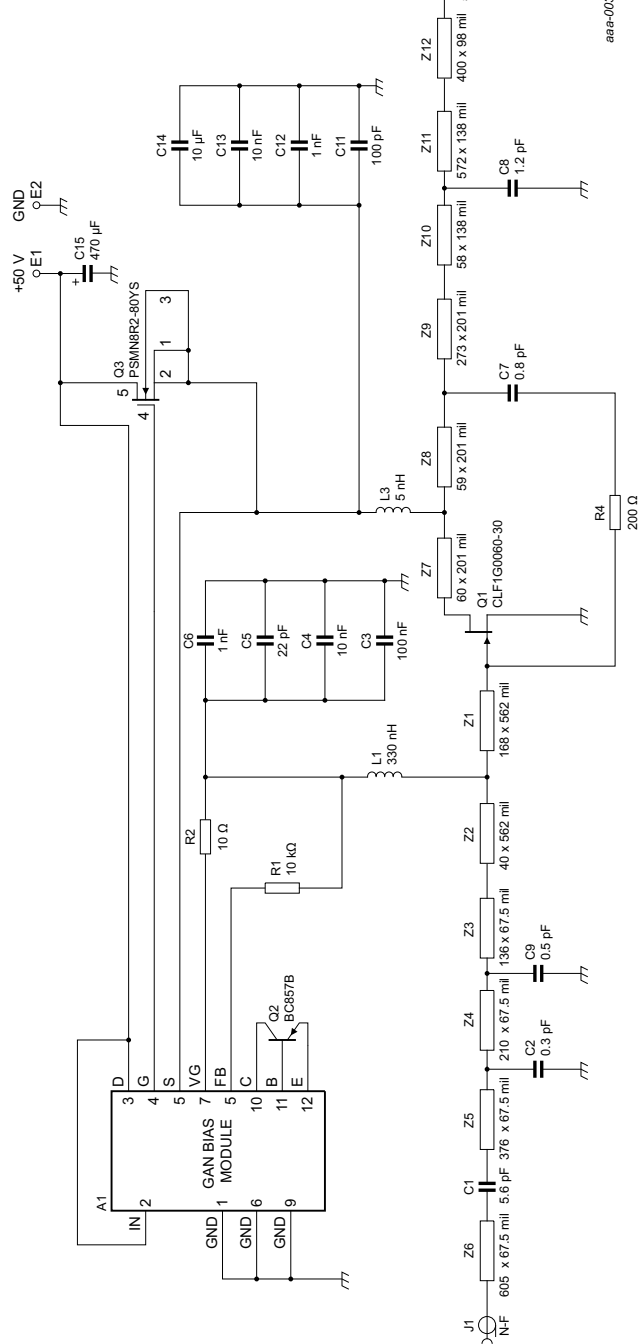 +50 V
E1
GND
E2
C15
470 µF
+
Q3
PSMN8R2-80YS
5
4
3
1
2
C14
10 µF
C13
10 nF
C12
1 nF
C11
100 pF
A1
GAN BIAS
MODULE
IN
2
GND
1
GND
6
GND
9
3
D
4
G
5
S
7
VG
5
FB
10
C
11
B
12
E
Q2
BC857B
R2
10 Ω
R1
10 kΩ
C6
1 nF
C5
22 pF
C4
10 nF
C3
100 nF
L1
330 nH
L3
5 nH
J1
N-F
Z6
605 x 67.5 mil
C1
5.6 pF
Z5
376 x 67.5 mil
C2
0.3 pF
Z4
210 x 67.5 mil
C9
0.5 pF
Z3
136 x 67.5 mil
Z2
40 x 562 mil
Z1
168 x 562 mil
Q1
CLF1G0060-30
Z7
60 x 201 mil
Z8
59 x 201 mil
C7
0.8 pF
R4
200 Ω
Z9
273 x 201 mil
Z10
58 x 138 mil
C8
1.2 pF
Z11
572 x 138 mil
Z12
400 x 98 mil